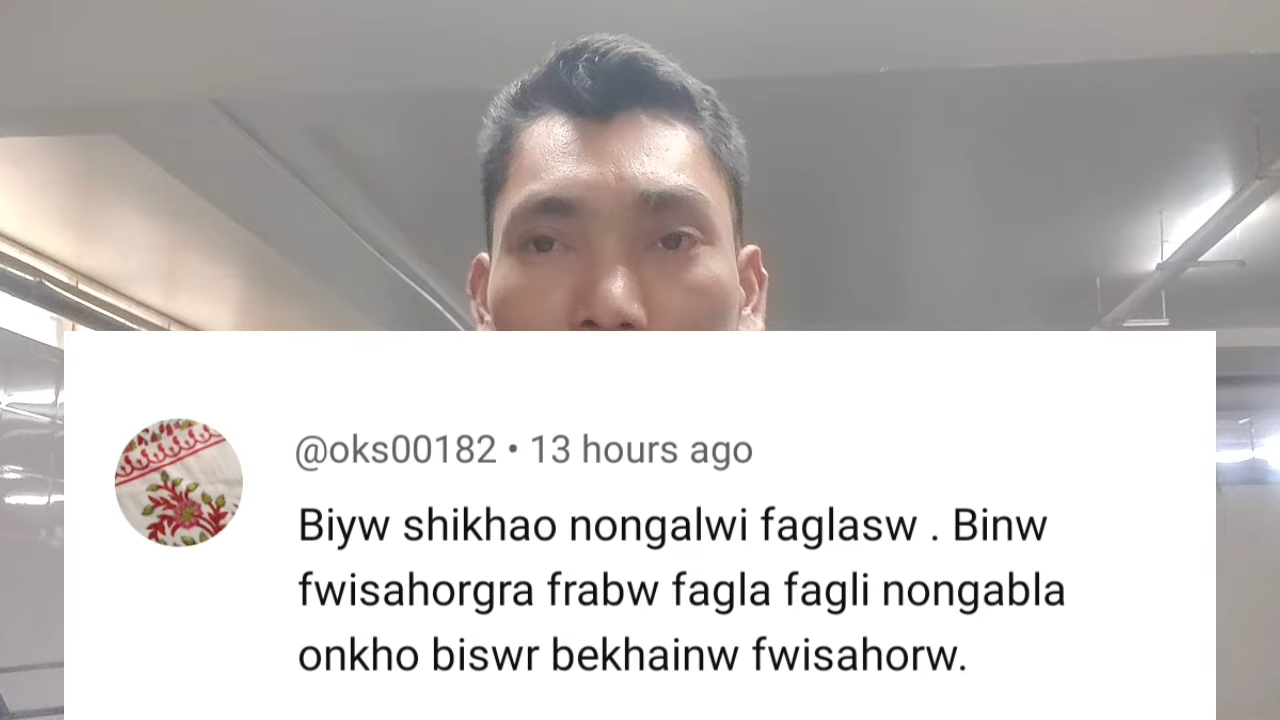 @oks00182 • 13 hours ago
Biyw shikhao nongalwi faglasw . Binw
fwisahorgra frabw fagla fagli nongabla
onkho biswr bekhainw fwisahorw.